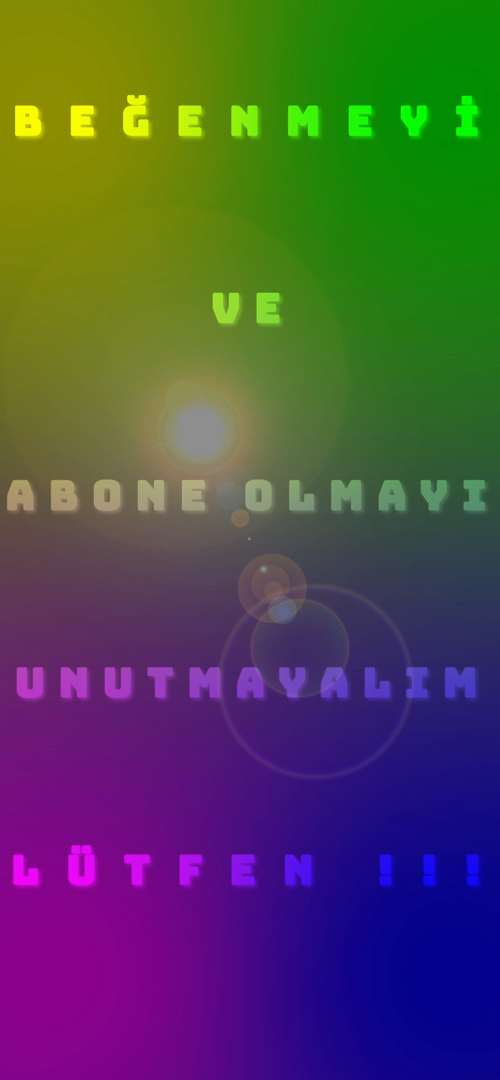 BEĞENMEYİ
VE
ABONE OLMAYI
UNUTMAYALIM
LÜTFEN !!!